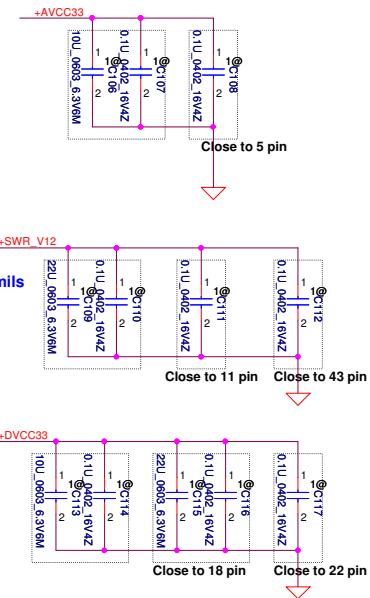 +AVCC33
10U_0603_6.3V6M
1
1@
C106
2
0.1U_0402_16V4Z
1
1@
C107
2
0.1U_0402_16V4Z
1
1@
C108
2
Close to 5 pin
+SWR_V12
mils
22U_0603_6.3V6M
1
1@
C109
2
0.1U_0402_16V4Z
1
1@
C110
2
0.1U_0402_16V4Z
1
1@
C111
2
0.1U_0402_16V4Z
1
1@
C112
2
Close to 11 pin
Close to 43 pin
+DVCC33
10U_0603_6.3V6M
1
1@
C113
2
0.1U_0402_16V4Z
1
1@
C114
2
22U_0603_6.3V6M
1
1@
C115
2
0.1U_0402_16V4Z
1
1@
C116
2
0.1U_0402_16V4Z
1
1@
C117
2
Close to 18 pin
Close to 22 pin